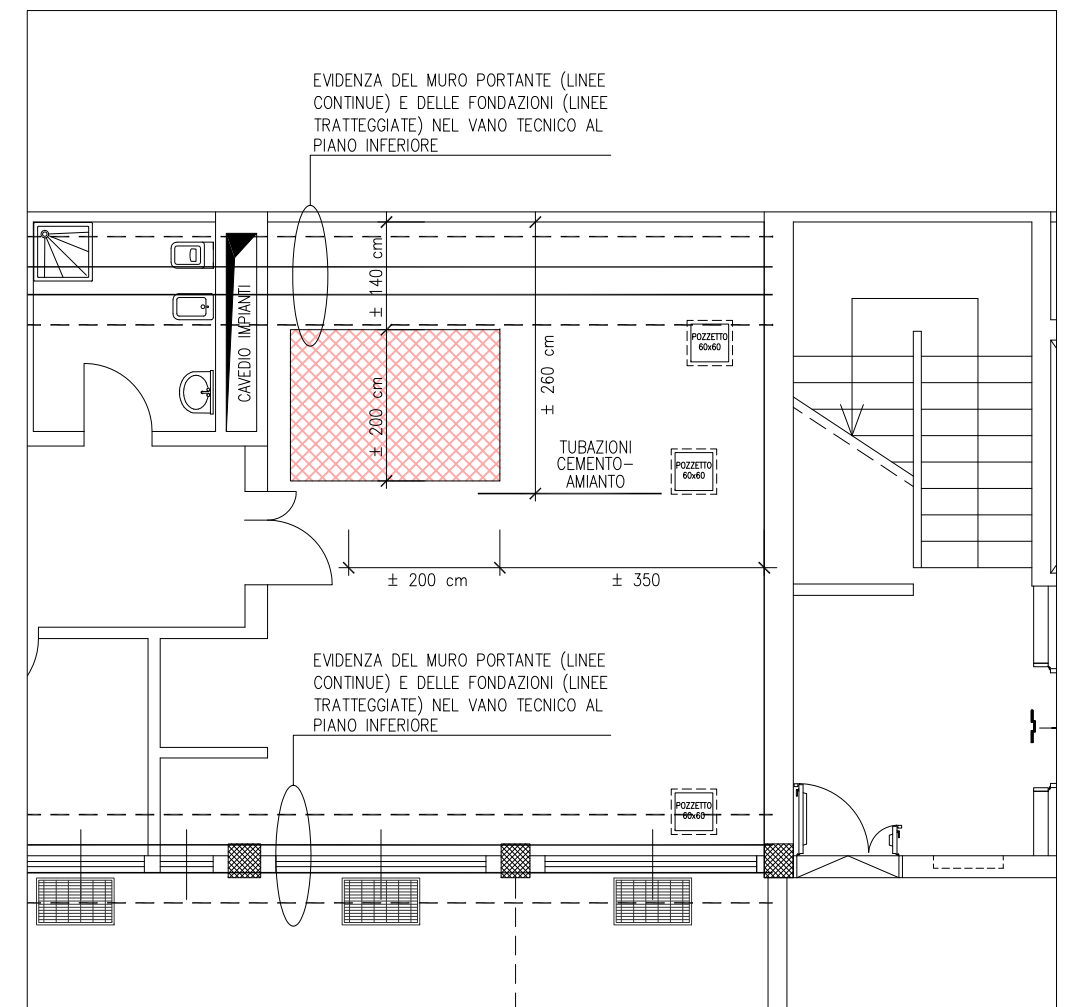 EVIDENZA DEL MURO PORTANTE (LINEE
CONTINUE) E DELLE FONDAZIONI (LINEE
TRATTEGGIATE) NEL VANO TECNICO AL
PIANO INFERIORE
± 140 cm
CAVEDIO IMPIANTI
POZZETTO
60x60
± 260 cm
± 200 cm
TUBAZIONI
CEMENTO-
AMIANTO
POZZETTO
60x60
± 200 cm
± 350
EVIDENZA DEL MURO PORTANTE (LINEE
CONTINUE) E DELLE FONDAZIONI (LINEE
TRATTEGGIATE) NEL VANO TECNICO AL
PIANO INFERIORE
POZZETTO
60x60